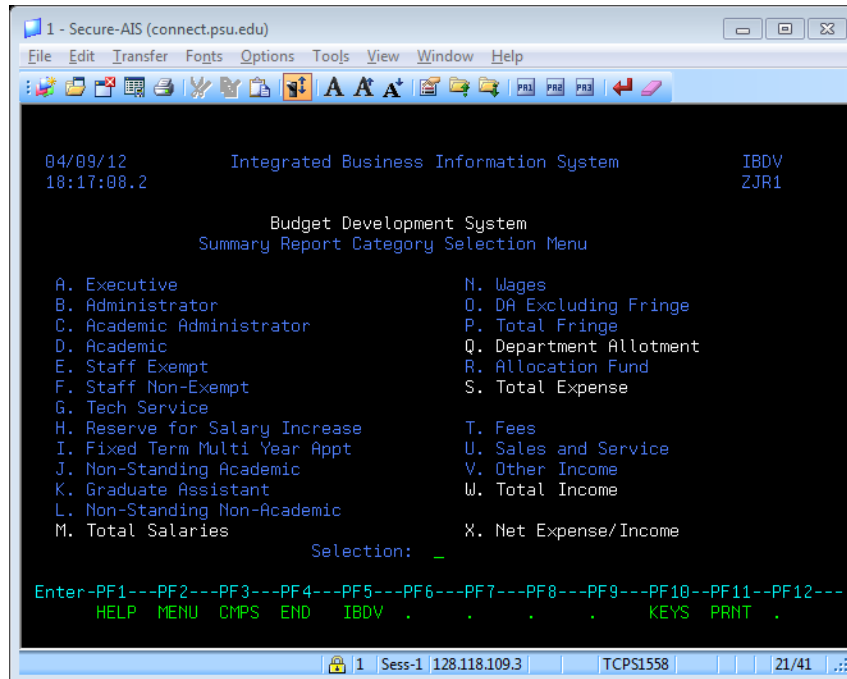 1 - Secure-AIS (connect.psu.edu)
File Edit Transfer Fonts Options Tools View Window Help
PA1 PA2 PA3
04/09/12 Integrated Business Information System IBDV
18:17:08.2 ZJR1
Budget Development System
Summary Report Category Selection Menu
A. Executive N. Wages
B. Administrator O. DA Excluding Fringe
C. Academic Administrator P. Total Fringe
D. Academic Q. Department Allotment
E. Staff Exempt R. Allocation Fund
F. Staff Non-Exempt S. Total Expense
G. Tech Service
H. Reserve for Salary Increase T. Fees
I. Fixed Term Multi Year Appt U. Sales and Service
J. Non-Standing Academic V. Other Income
K. Graduate Assistant W. Total Income
L. Non-Standing Non-Academic
M. Total Salaries X. Net Expense/Income
Selection: _
Enter-PF1---PF2---PF3---PF4---PF5---PF6---PF7---PF8---PF9---PF10--PF11--PF12---
HELP MENU CMPS END IBDV . . . . KEYS PRNT .
1 Sess-1 128.118.109.3 TCPS1558 21/41